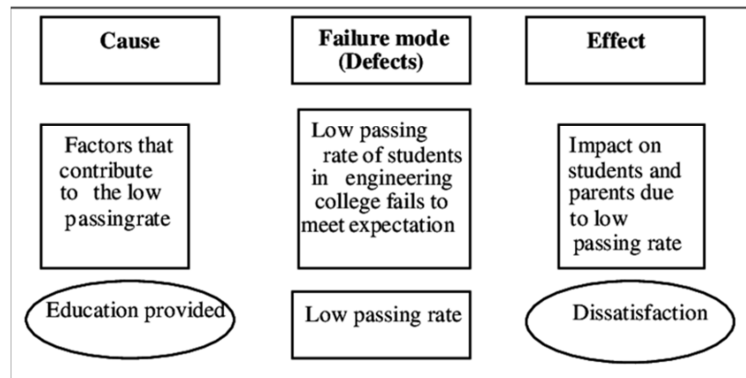 Cause
Failure mode
(Defects)
Effect
Factors that
contribute
to the low
passingrate
Low passing
rate of students
in engineering
college fails to
meet expectation
Impact on
students and
parents due
to low
passing rate
Education provided
Low passing rate
Dissatisfaction